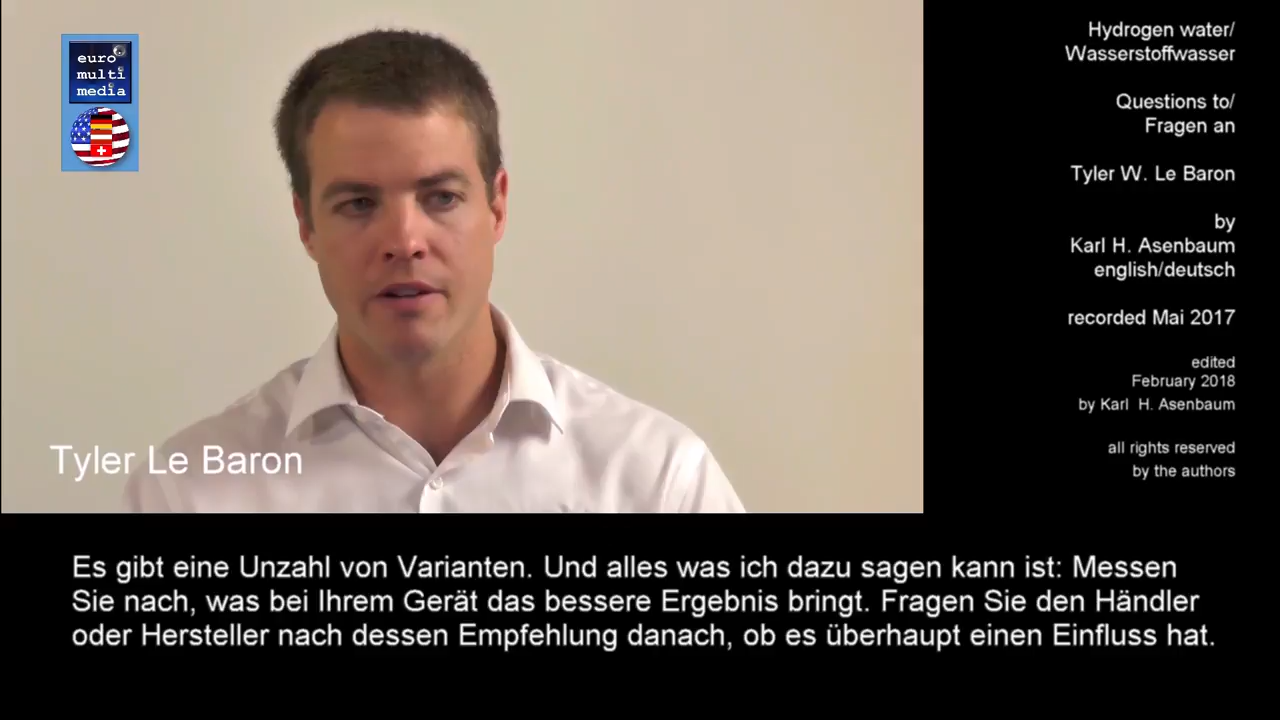 euro
multi
media
Tyler Le Baron
Hydrogen water/
Wasserstoffwasser
Questions to/
Fragen an
Tyler W. Le Baron
by
Karl H. Asenbaum
english/deutsch
recorded Mai 2017
edited
February 2018
by Karl H. Asenbaum
all rights reserved
by the authors
Es gibt eine Unzahl von Varianten. Und alles was ich dazu sagen kann ist: Messen
Sie nach, was bei Ihrem Gerät das bessere Ergebnis bringt. Fragen Sie den Händler
oder Hersteller nach dessen Empfehlung danach, ob es überhaupt einen Einfluss hat.